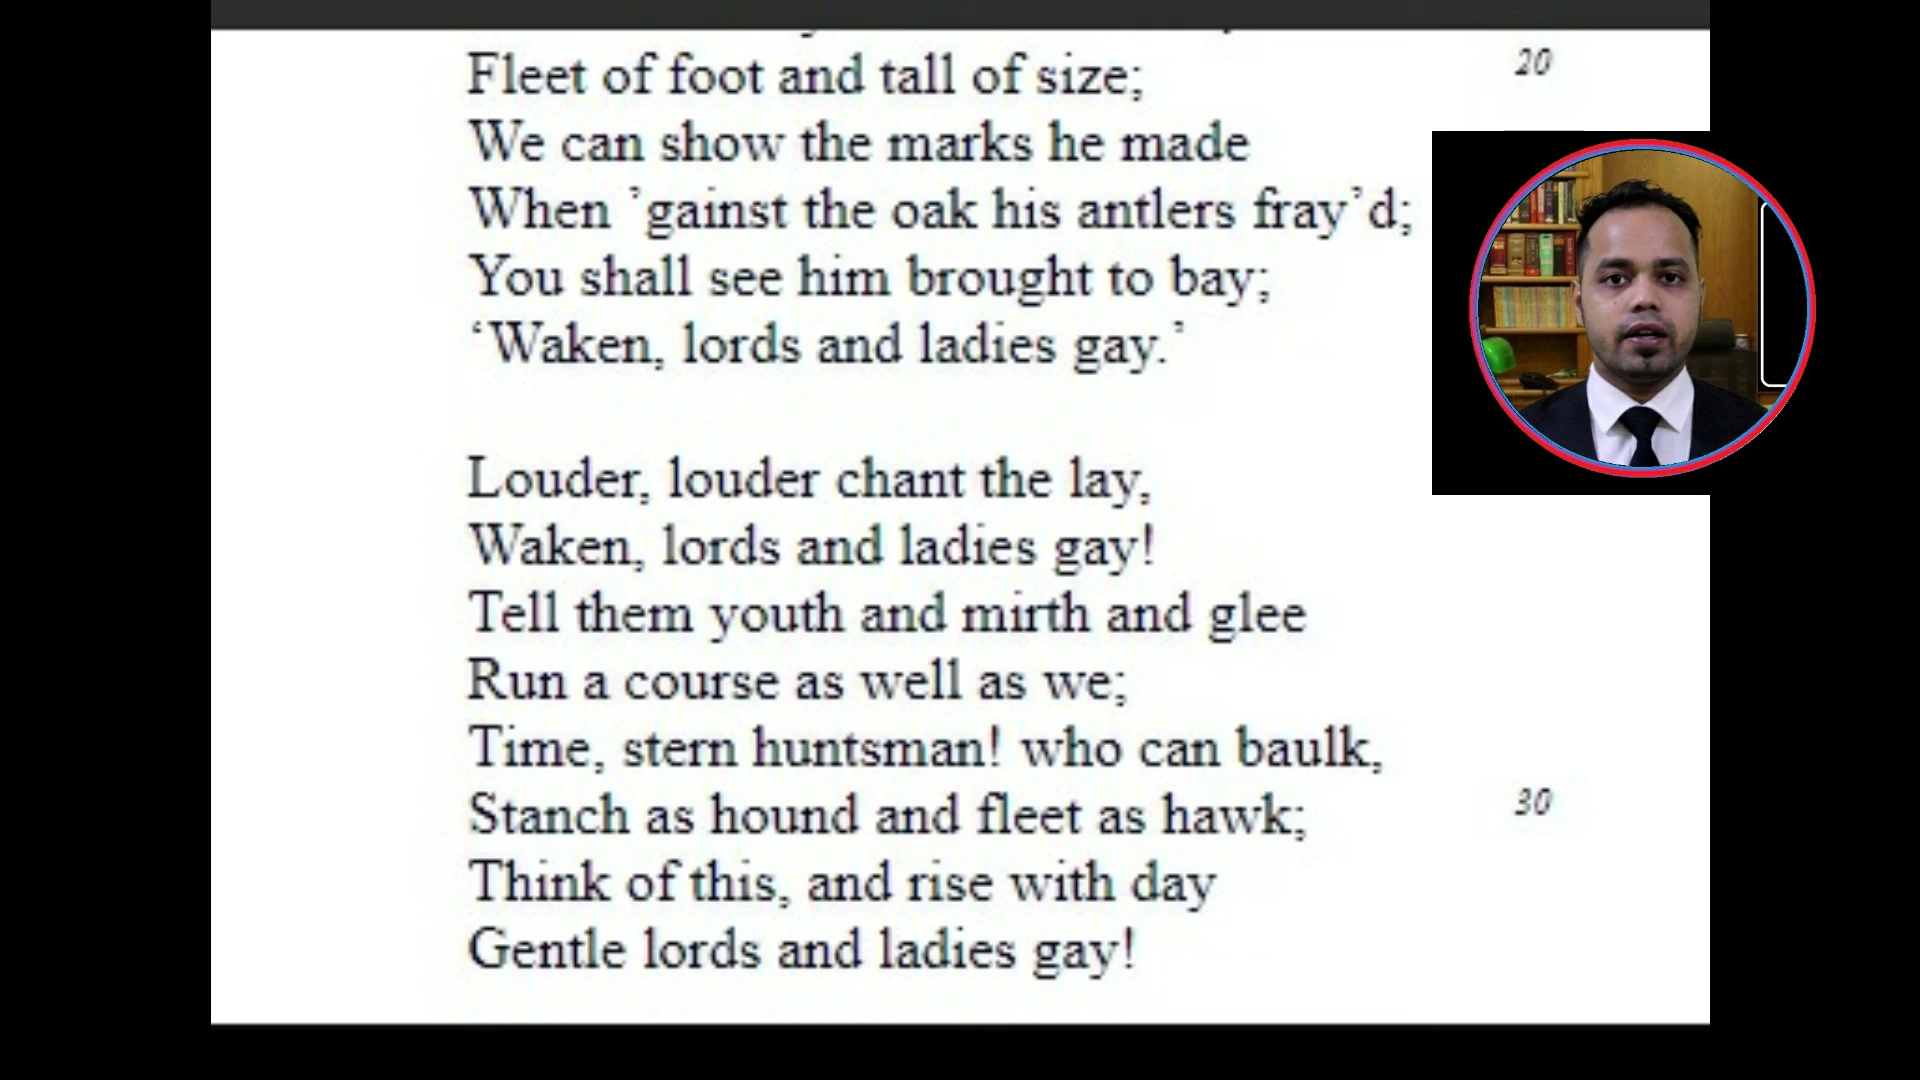 Fleet of foot and tall of size; 20
We can show the marks he made
When ’gainst the oak his antlers fray’d;
You shall see him brought to bay;
‘Waken, lords and ladies gay.’
Louder, louder chant the lay,
Waken, lords and ladies gay!
Tell them youth and mirth and glee
Run a course as well as we;
Time, stern huntsman! who can baulk,
Stanch as hound and fleet as hawk; 30
Think of this, and rise with day
Gentle lords and ladies gay!